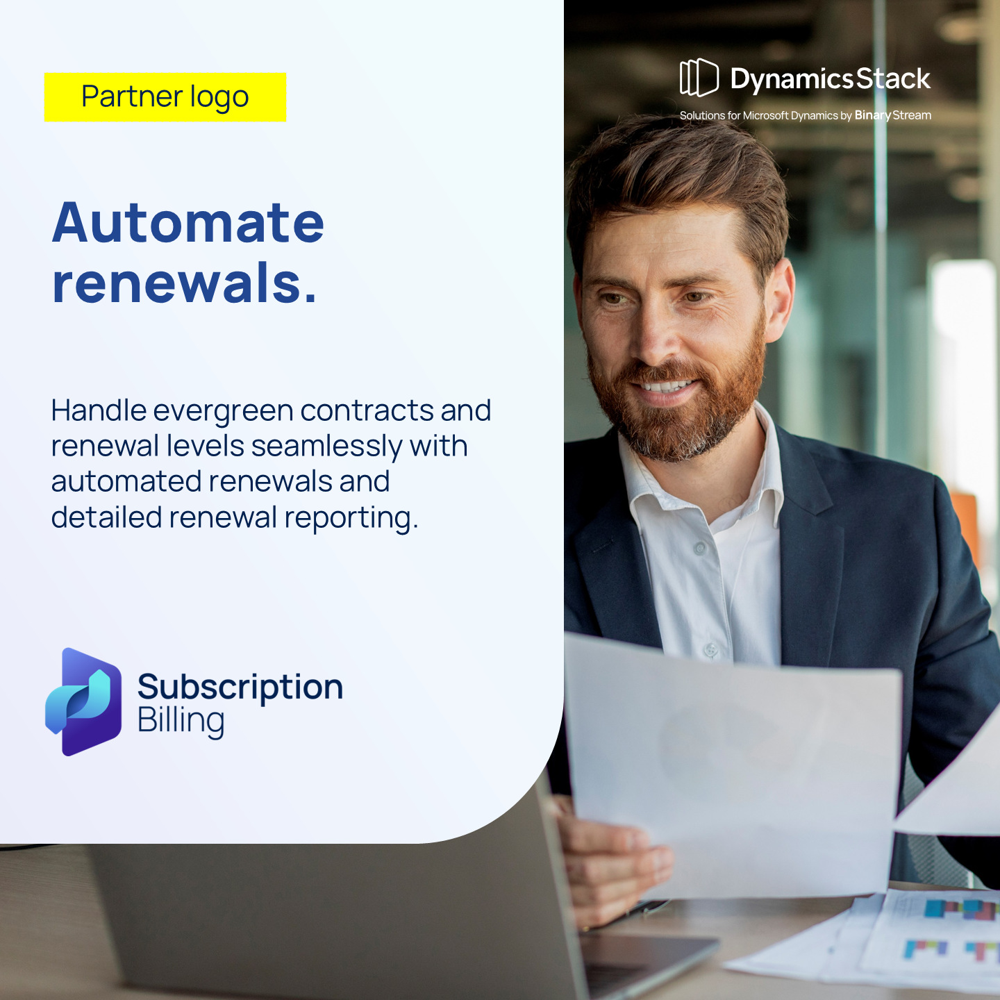 Partner logo
DynamicsStack
Solutions for Microsoft Dynamics by BinaryStream
Automate
renewals.
Handle evergreen contracts and
renewal levels seamlessly with
automated renewals and
detailed renewal reporting.
Subscription
Billing